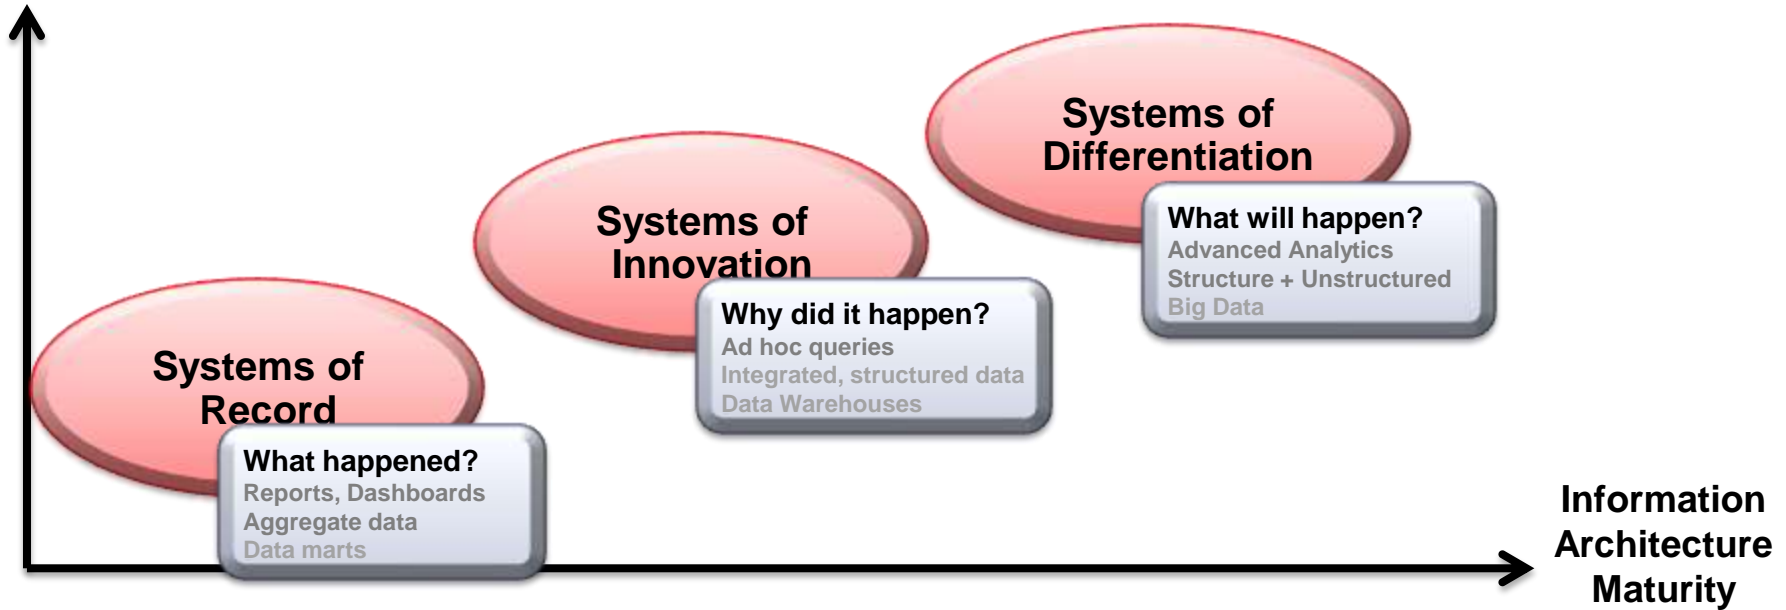 Systems of
Differentiation
What will happen?
Advanced Analytics
Structure + Unstructured
Big Data
Systems of
Innovation
Why did it happen?
Ad hoc queries
Integrated, structured data
Data Warehouses
Systems of
Record
What happened?
Reports, Dashboards
Aggregate data
Data marts
Information
Architecture
Maturity